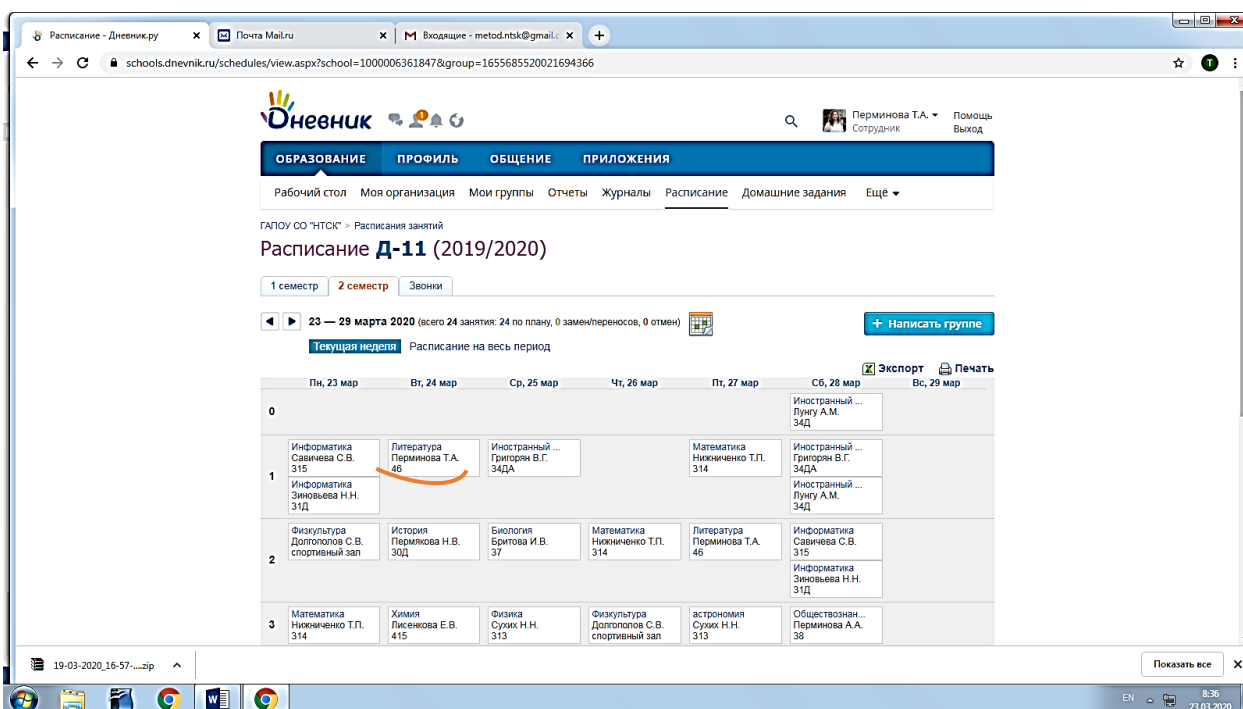 Расписание - Дневник.ру
Почта Mail.ru
Входящие - metod.ntsk@gmail.c
schools.dnevnik.ru/schedules/view.aspx?school=1000006361847&group=1655685520021694366
Т
Дневник
1
Перминова Т.А.
Сотрудник
Помощь
Выход
ОБРАЗОВАНИЕ ПРОФИЛЬ ОБЩЕНИЕ ПРИЛОЖЕНИЯ
Рабочий стол Моя организация Мои группы Отчеты Журналы Расписание Домашние задания Ещё
ГАПОУ СО "НТСК" > Расписания занятий
Расписание Д-11 (2019/2020)
1 семестр 2 семестр Звонки
23 — 29 марта 2020 (всего 24 занятия: 24 по плану, 0 замен/переносов, 0 отмен)
+ Написать группе
Текущая неделя Расписание на весь период
Экспорт Печать
Пн, 23 мар Вт, 24 мар Ср, 25 мар Чт, 26 мар Пт, 27 мар Сб, 28 мар Вс, 29 мар
0
Иностранный ...
Лунгу А.М.
34Д
1
Информатика
Савичева С.В.
315
Информатика
Зиновьева Н.Н.
31Д
Литература
Перминова Т.А.
46
Иностранный ...
Григорян В.Г.
34ДА
Математика
Нижниченко Т.П.
314
Иностранный ...
Григорян В.Г.
34ДА
Иностранный ...
Лунгу А.М.
34Д
2
Физкультура
Долгополов С.В.
спортивный зал
История
Пермякова Н.В.
30Д
Биология
Бритова И.В.
37
Математика
Нижниченко Т.П.
314
Литература
Перминова Т.А.
46
Информатика
Савичева С.В.
315
Информатика
Зиновьева Н.Н.
31Д
3
Математика
Нижниченко Т.П.
314
Химия
Лисенкова Е.В.
415
Физика
Сухих Н.Н.
313
Физкультура
Долгополов С.В.
спортивный зал
астрономия
Сухих Н.Н.
313
Обществознан...
Перминова А.А.
38
19-03-2020_16-57-....zip
Показать все
EN
8:36
23.03.2020